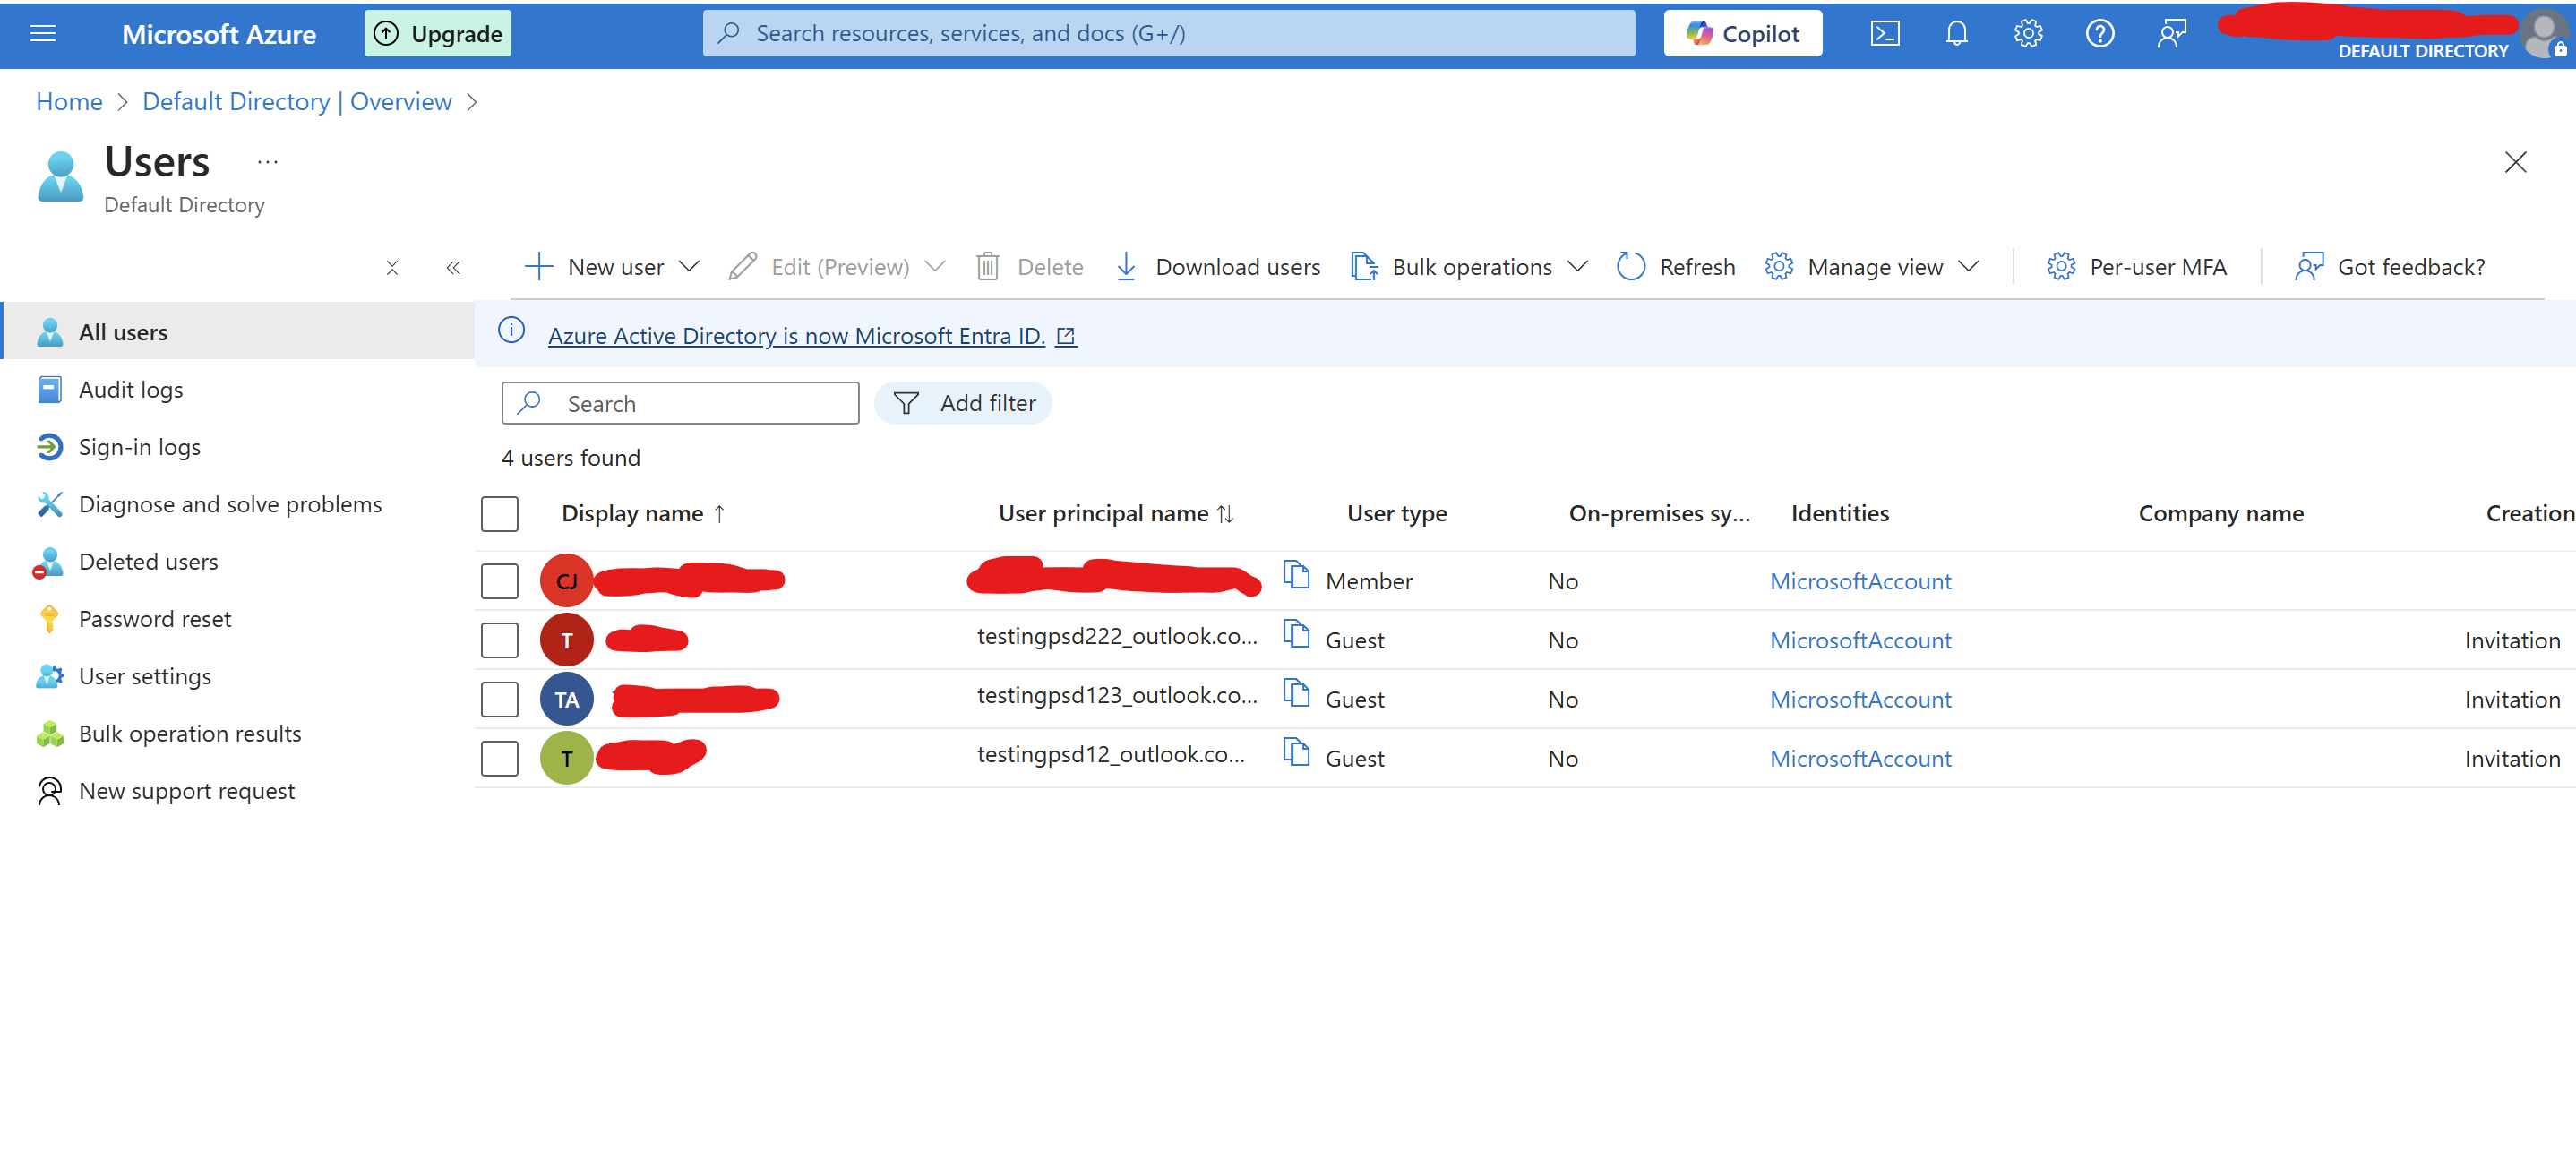 Microsoft Azure Upgrade Search resources, services, and docs (G+/) Copilot
DEFAULT DIRECTORY
Home > Default Directory | Overview >
Users ...
Default Directory
New user Edit (Preview) Delete Download users Bulk operations Refresh Manage view Per-user MFA Got feedback?
All users
Audit logs
Sign-in logs
Diagnose and solve problems
Deleted users
Password reset
User settings
Bulk operation results
New support request
Azure Active Directory is now Microsoft Entra ID.
Search Add filter
4 users found
Display name ↑ User principal name ↑↓ User type On-premises sy... Identities Company name Creation
CJ Member No MicrosoftAccount
T testingpsd222_outlook.co... Guest No MicrosoftAccount Invitation
TA testingpsd123_outlook.co... Guest No MicrosoftAccount Invitation
T testingpsd12_outlook.co... Guest No MicrosoftAccount Invitation